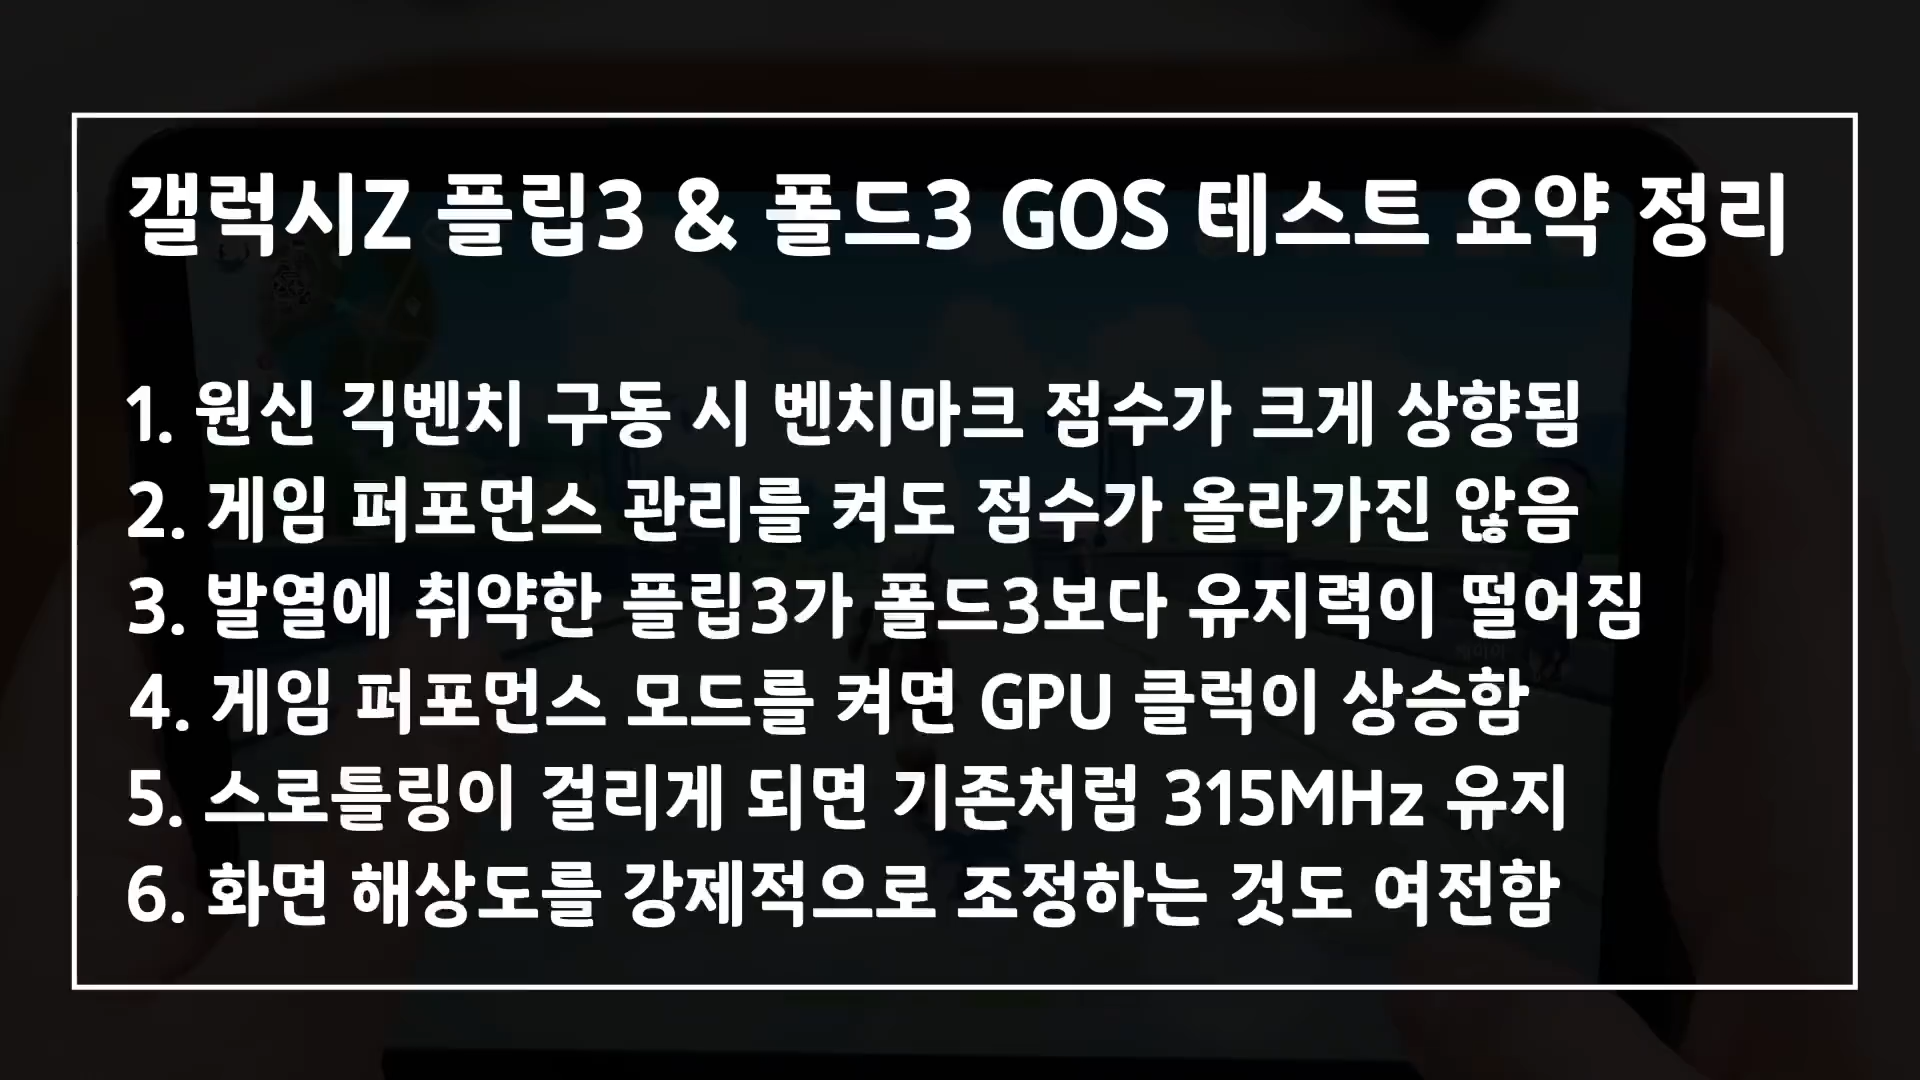 갤럭시Z 플립3 & 폴드3 GOS 테스트 요약 정리
1. 원신 긱벤치 구동 시 벤치마크 점수가 크게 상향됨
2. 게임 퍼포먼스 관리를 켜도 점수가 올라가진 않음
3. 발열에 취약한 플립3가 폴드3보다 유지력이 떨어짐
4. 게임 퍼포먼스 모드를 켜면 GPU 클럭이 상승함
5. 스로틀링이 걸리게 되면 기존처럼 315MHz 유지
6. 화면 해상도를 강제적으로 조정하는 것도 여전함